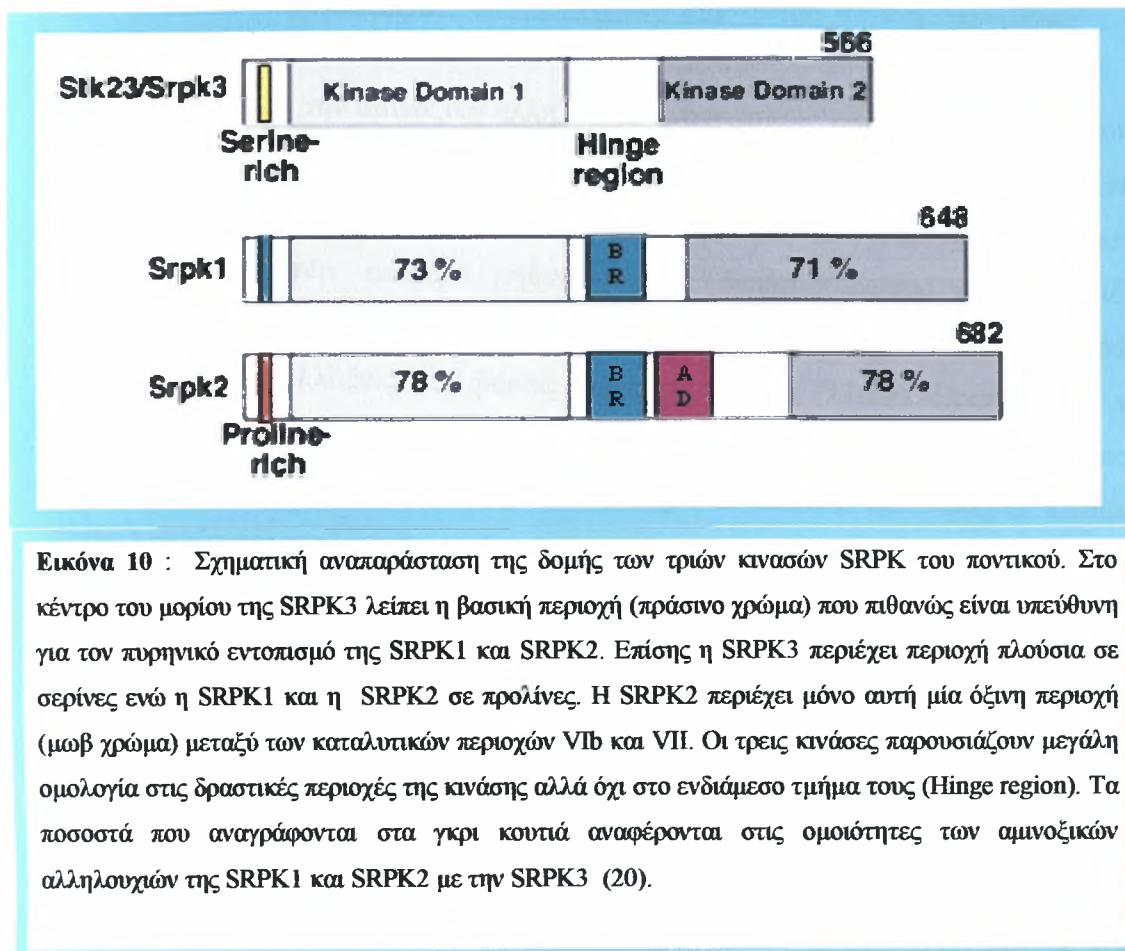 566
Stk23/Srpk3 Kinase Domain 1 Kinase Domain 2
Serine-
rich
Hinge
region
648
Srpk1 73 % B R 71 %
682
Srpk2 78 % B R A D 78 %
Proline-
rich
Εικόνα 10 : Σχηματική αναπαράσταση της δομής των τριών κινασών SRPK του ποντικού. Στο
κέντρο του μορίου της SRPK3 λείπει η βασική περιοχή (πράσινο χρώμα) που πιθανώς είναι υπεύθυνη
για τον πυρηνικό εντοπισμό της SRPK1 και SRPK2. Επίσης η SRPK3 περιέχει περιοχή πλούσια σε
σερίνες ενώ η SRPK1 και η SRPK2 σε προλίνες. Η SRPK2 περιέχει μόνο αυτή μία όξινη περιοχή
(μωβ χρώμα) μεταξύ των καταλυτικών περιοχών VIb και VII. Οι τρεις κινάσες παρουσιάζουν μεγάλη
ομολογία στις δραστικές περιοχές της κινάσης αλλά όχι στο ενδιάμεσο τμήμα τους (Hinge region). Τα
ποσοστά που αναγράφονται στα γκρι κουτιά αναφέρονται στις ομοιότητες των αμινοξικών
αλληλουχιών της SRPK1 και SRPK2 με την SRPK3 (20).